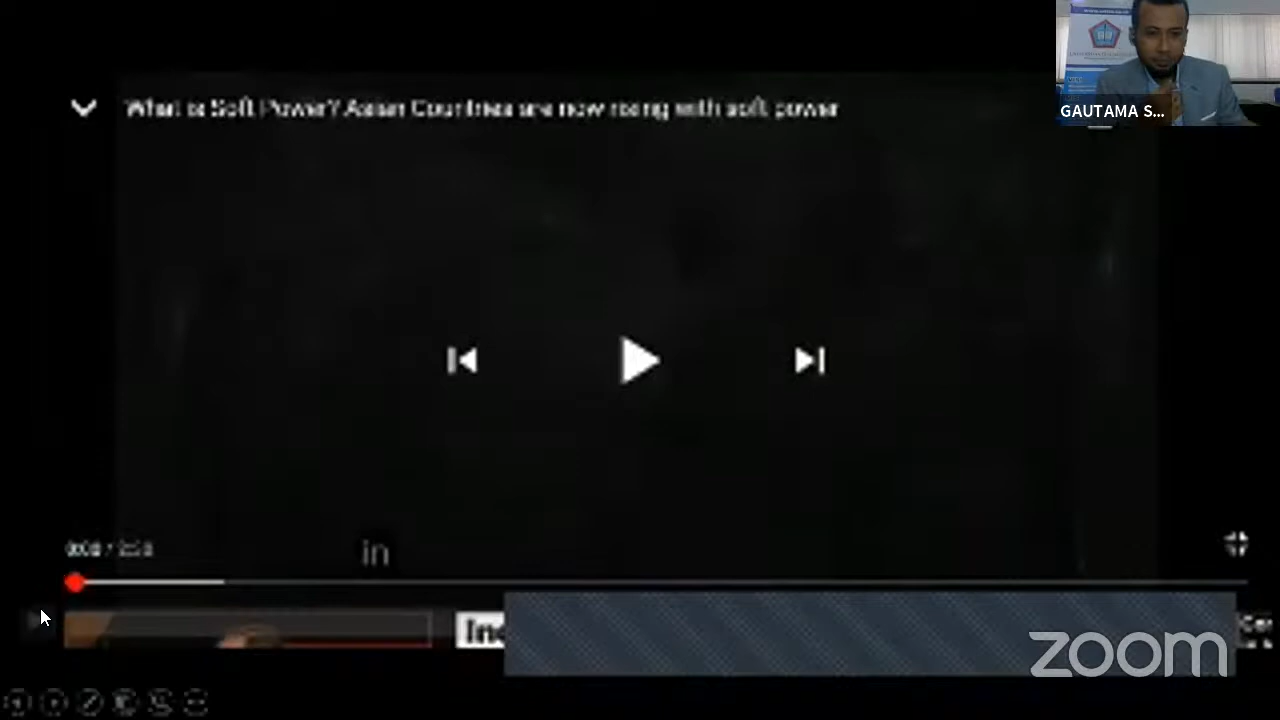 GAUTAMA S...
What is Soft Power? Asian Countries are now rising with soft power
in
zoom